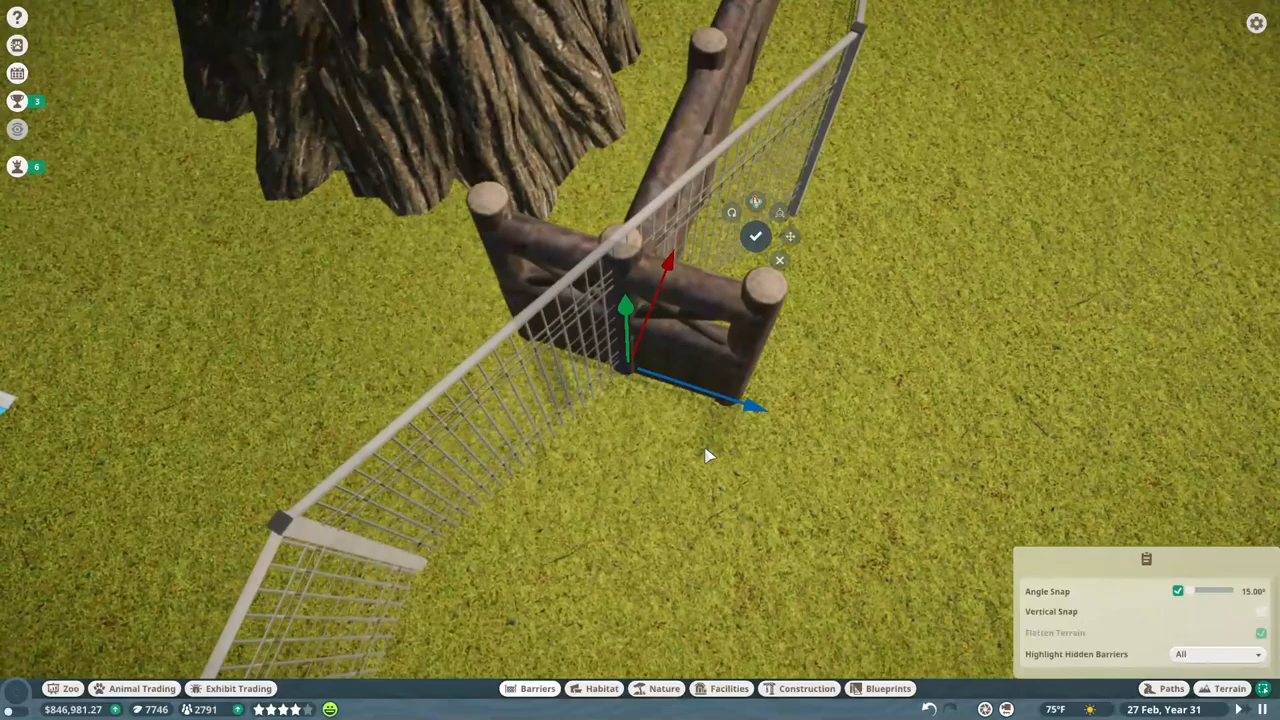 ?
3
6
Angle Snap 15.00°
Vertical Snap
Flatten Terrain
Highlight Hidden Barriers All
Zoo Animal Trading Exhibit Trading Barriers Habitat Nature Facilities Construction Blueprints Paths Terrain
$846,981.27 7746 2791 75°F 27 Feb, Year 31